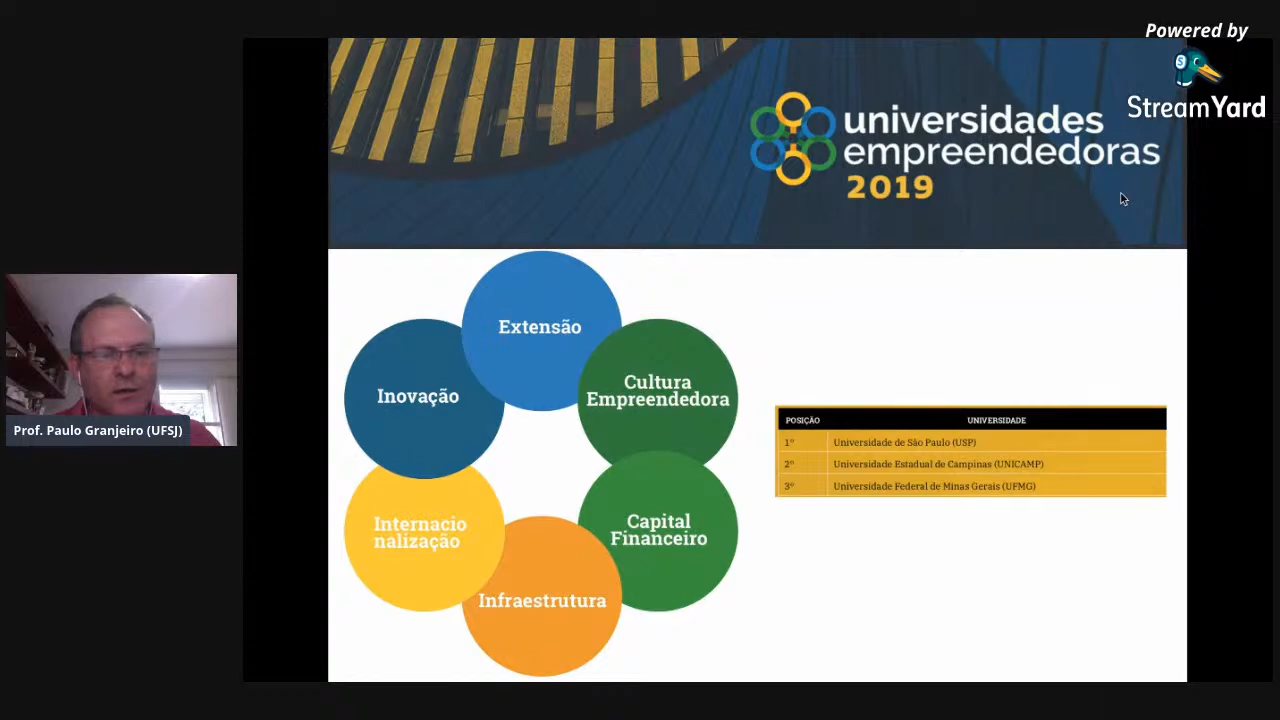 Powered by
StreamYard
universidades
empreendedoras
2019
Extensão
Inovação
Cultura
Empreendedora
Internacio
nalização
Capital
Financeiro
Infraestrutura
POSIÇÃO UNIVERSIDADE
1º Universidade de São Paulo (USP)
2º Universidade Estadual de Campinas (UNICAMP)
3º Universidade Federal de Minas Gerais (UFMG)
Prof. Paulo Granjeiro (UFSJ)